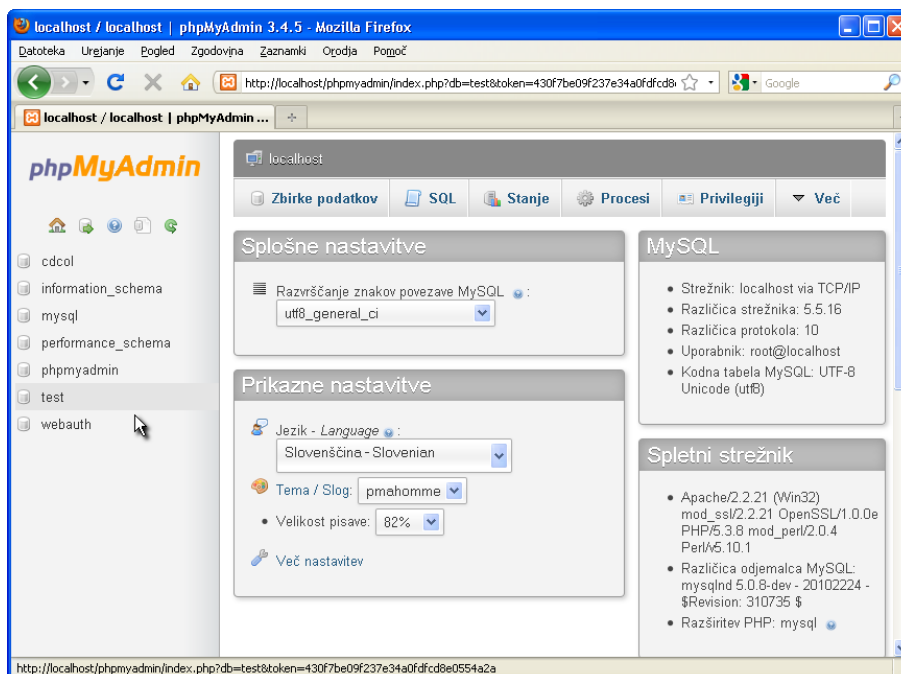 localhost / localhost | phpMyAdmin 3.4.5 - Mozilla Firefox
Datoteka Urejanje Pogled Zgodovina Zaznamki Orodja Pomoč
http://localhost/phpmyadmin/index.php?db=test&token=430f7be09f237e34a0fdfcd8
Google
localhost / localhost | phpMyAdmin ...
phpMyAdmin
cdcol
information_schema
mysql
performance_schema
phpmyadmin
test
webauth
localhost
Zbirke podatkov SQL Stanje Procesi Privilegiji Več
Splošne nastavitve
Razvrščanje znakov povezave MySQL :
utf8_general_ci
Prikazne nastavitve
Jezik - Language :
Slovenščina - Slovenian
Tema / Slog: pmahomme
• Velikost pisave: 82%
Več nastavitev
MySQL
• Strežnik: localhost via TCP/IP
• Različica strežnika: 5.5.16
• Različica protokola: 10
• Uporabnik: root@localhost
• Kodna tabela MySQL: UTF-8
Unicode (utf8)
Spletni strežnik
• Apache/2.2.21 (Win32)
mod_ssl/2.2.21 OpenSSL/1.0.0e
PHP/5.3.8 mod_perl/2.0.4
Perl/v5.10.1
• Različica odjemalca MySQL:
mysqlnd 5.0.8-dev - 20102224 -
$Revision: 310735 $
• Razširitev PHP: mysql
http://localhost/phpmyadmin/index.php?db=test&token=430f7be09f237e34a0fdfcd8e0554a2a